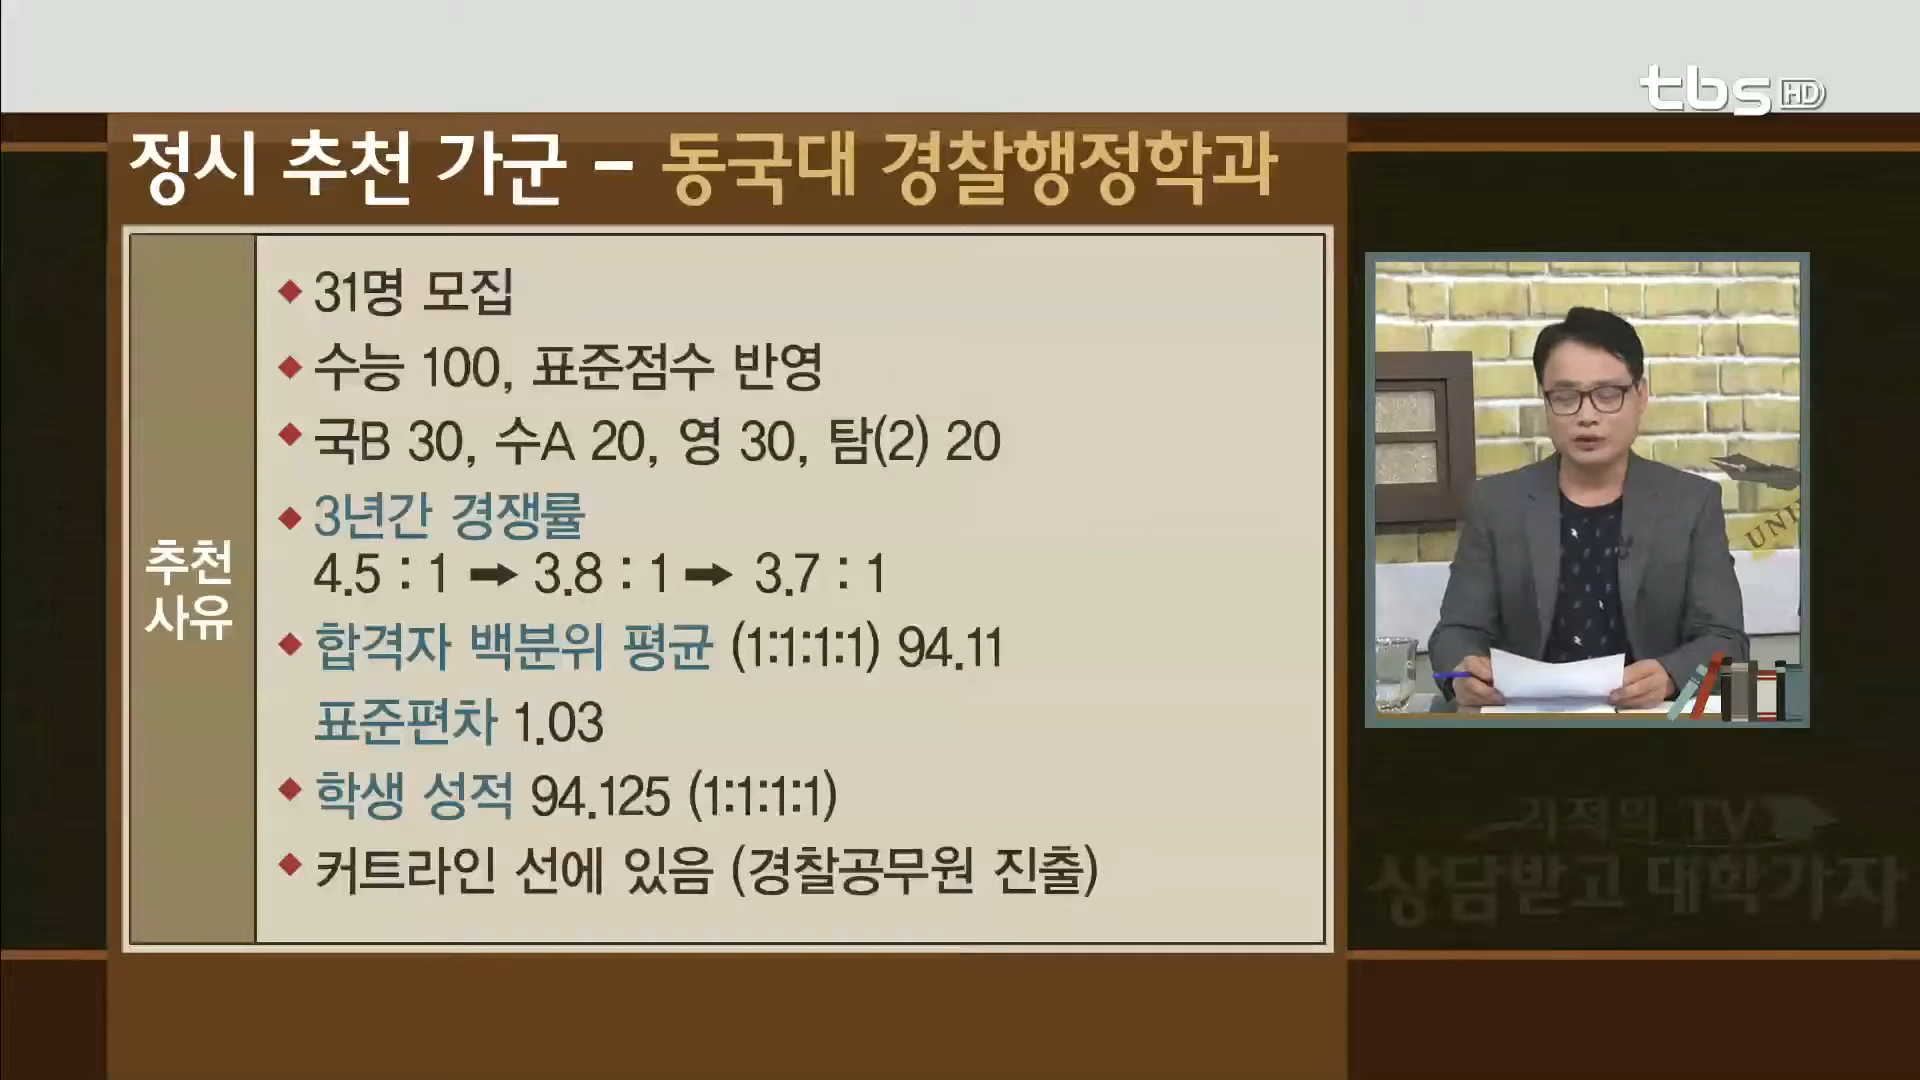 tbs HD
정시 추천 가군 - 동국대 경찰행정학과
추천
사유
◆ 31명 모집
◆ 수능 100, 표준점수 반영
◆ 국B 30, 수A 20, 영 30, 탐(2) 20
◆ 3년간 경쟁률
4.5 : 1 ➡ 3.8 : 1 ➡ 3.7 : 1
◆ 합격자 백분위 평균 (1:1:1:1) 94.11
표준편차 1.03
◆ 학생 성적 94.125 (1:1:1:1)
◆ 커트라인 선에 있음 (경찰공무원 진출)
UNI
기적의 TV
상담받고 대학가자